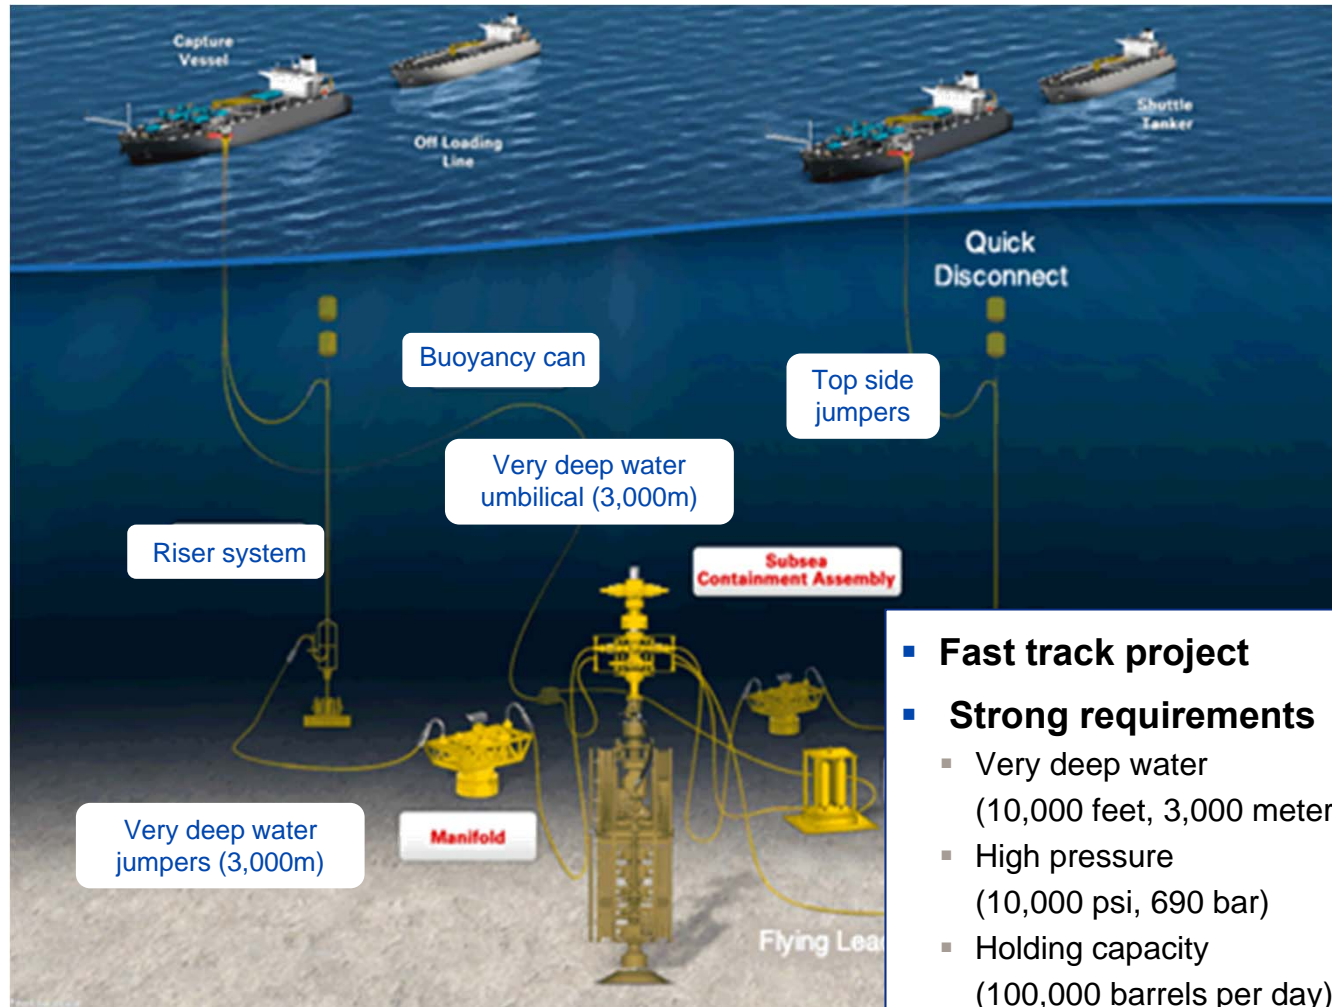 Capture
Vessel
Off Loading
Line
Shuttle
Tanker
Quick
Disconnect
Buoyancy can
Top side
jumpers
Very deep water
umbilical (3,000m)
Riser system
Subsea
Containment Assembly
Very deep water
jumpers (3,000m)
Manifold
Flying Lea
▪ Fast track project
▪ Strong requirements
▪ Very deep water
(10,000 feet, 3,000 meter
▪ High pressure
(10,000 psi, 690 bar)
▪ Holding capacity
(100,000 barrels per day)